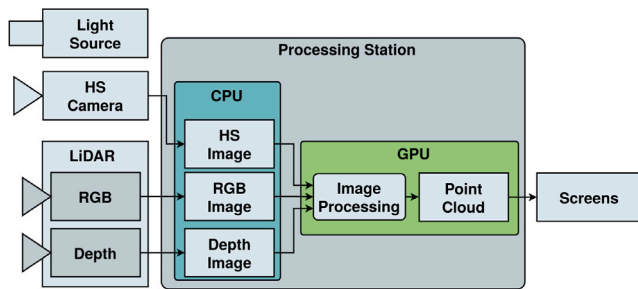 Light
Source
Processing Station
HS
Camera
CPU
HS
Image
LiDAR
GPU
RGB
RGB
Image
Image
Processing
Point
Cloud
Screens
Depth
Depth
Image